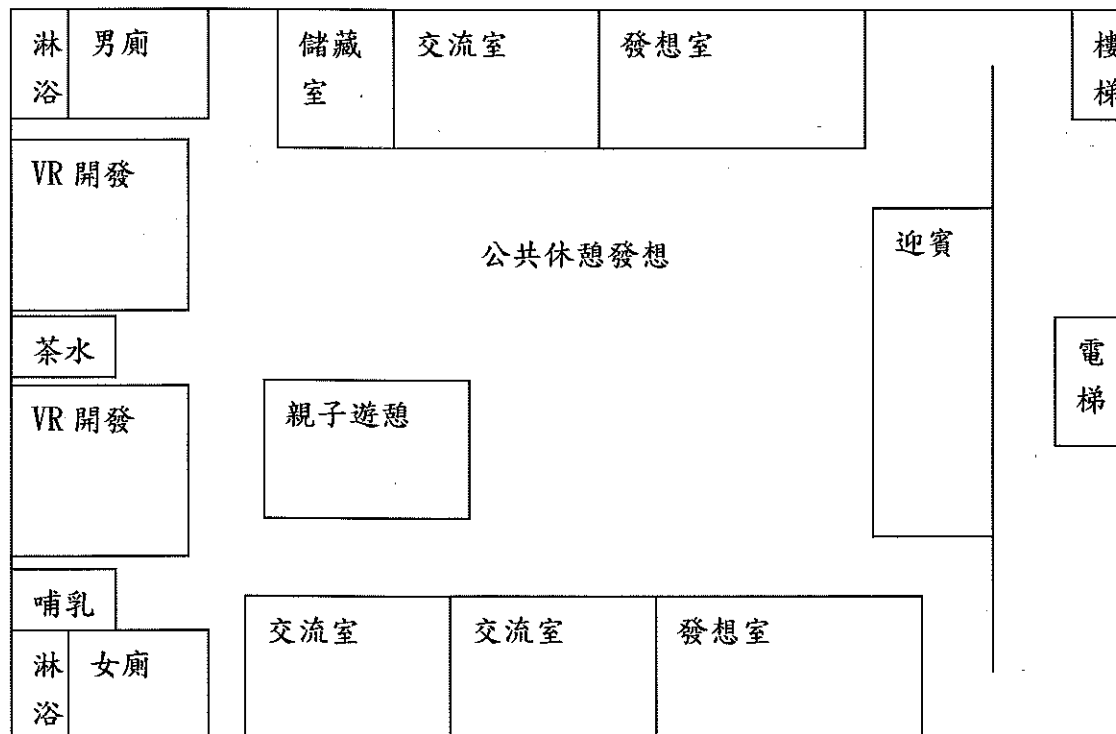 淋
浴
男廁
儲藏
室
交流室
發想室
樓
梯
VR 開發
公共休憩發想
迎賓
茶水
電
梯
VR 開發
親子遊憩
哺乳
交流室
交流室
發想室
淋
浴
女廁